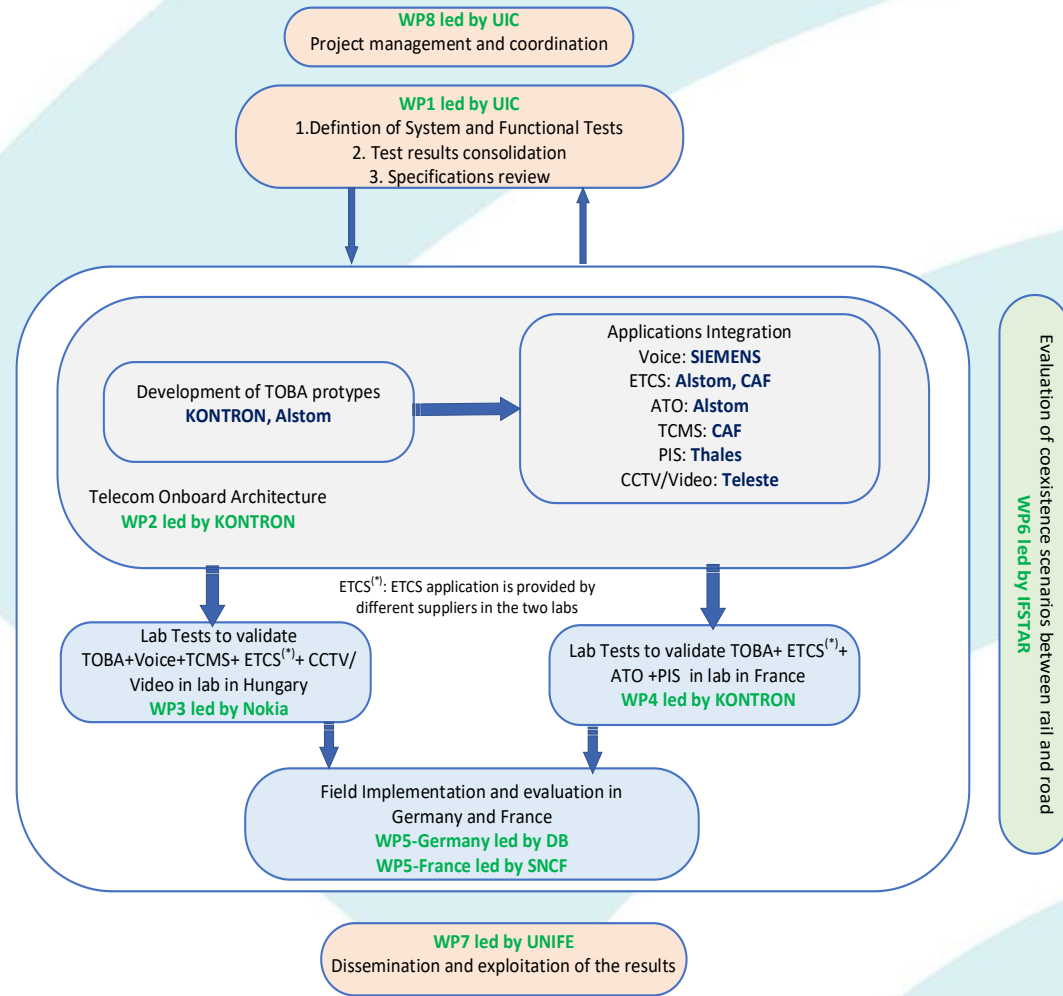 WP8 led by UIC
Project management and coordination
WP1 led by UIC
1.Defintion of System and Functional Tests
2. Test results consolidation
3. Specifications review
Development of TOBA protypes
KONTRON, Alstom
Applications Integration
Voice: SIEMENS
ETCS: Alstom, CAF
ATO: Alstom
TCMS: CAF
PIS: Thales
CCTV/Video: Teleste
Telecom Onboard Architecture
WP2 led by KONTRON
ETCS(*): ETCS application is provided by
different suppliers in the two labs
Lab Tests to validate
TOBA+Voice+TCMS+ ETCS(*)+ CCTV/
Video in lab in Hungary
WP3 led by Nokia
Lab Tests to validate TOBA+ ETCS(*)+
ATO +PIS in lab in France
WP4 led by KONTRON
Field Implementation and evaluation in
Germany and France
WP5-Germany led by DB
WP5-France led by SNCF
Evaluation of coexistence scenarios between rail and road
WP6 led by IFSTAR
WP7 led by UNIFE
Dissemination and exploitation of the results